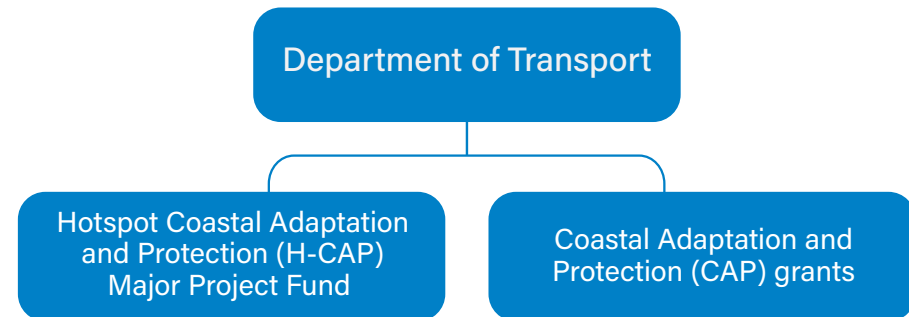 Department of Transport
Hotspot Coastal Adaptation
and Protection (H-CAP)
Major Project Fund
Coastal Adaptation and
Protection (CAP) grants